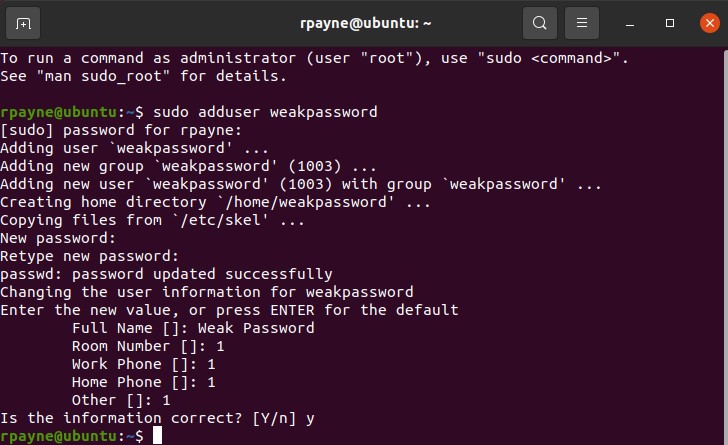 rpayne@ubuntu: ~
To run a command as administrator (user "root"), use "sudo <command>".
See "man sudo_root" for details.
rpayne@ubuntu:~$ sudo adduser weakpassword
[sudo] password for rpayne:
Adding user `weakpassword' ...
Adding new group `weakpassword' (1003) ...
Adding new user `weakpassword' (1003) with group `weakpassword' ...
Creating home directory `/home/weakpassword' ...
Copying files from `/etc/skel' ...
New password:
Retype new password:
passwd: password updated successfully
Changing the user information for weakpassword
Enter the new value, or press ENTER for the default
Full Name []: Weak Password
Room Number []: 1
Work Phone []: 1
Home Phone []: 1
Other []: 1
Is the information correct? [Y/n] y
rpayne@ubuntu:~$